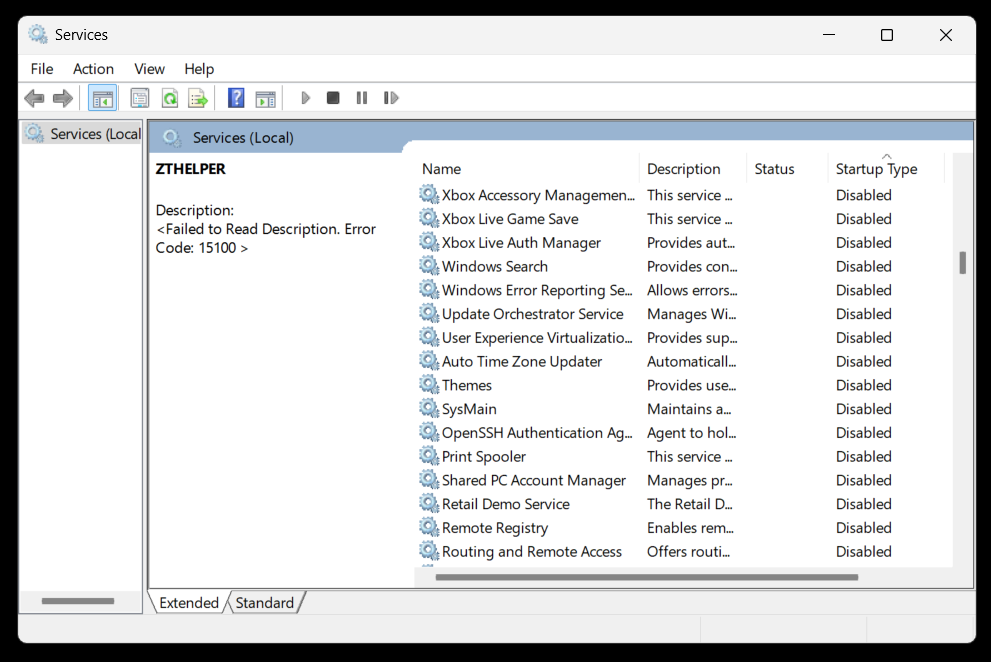 Services
File Action View Help
Services (Local
Services (Local)
ZTHELPER
Description:
<Failed to Read Description. Error
Code: 15100 >
Name Description Status Startup Type
Xbox Accessory Managemen... This service ... Disabled
Xbox Live Game Save This service ... Disabled
Xbox Live Auth Manager Provides aut... Disabled
Windows Search Provides con... Disabled
Windows Error Reporting Se... Allows errors... Disabled
Update Orchestrator Service Manages Wi... Disabled
User Experience Virtualizatio... Provides sup... Disabled
Auto Time Zone Updater Automaticall... Disabled
Themes Provides use... Disabled
SysMain Maintains a... Disabled
OpenSSH Authentication Ag... Agent to hol... Disabled
Print Spooler This service ... Disabled
Shared PC Account Manager Manages pr... Disabled
Retail Demo Service The Retail D... Disabled
Remote Registry Enables rem... Disabled
Routing and Remote Access Offers routi... Disabled
Extended Standard